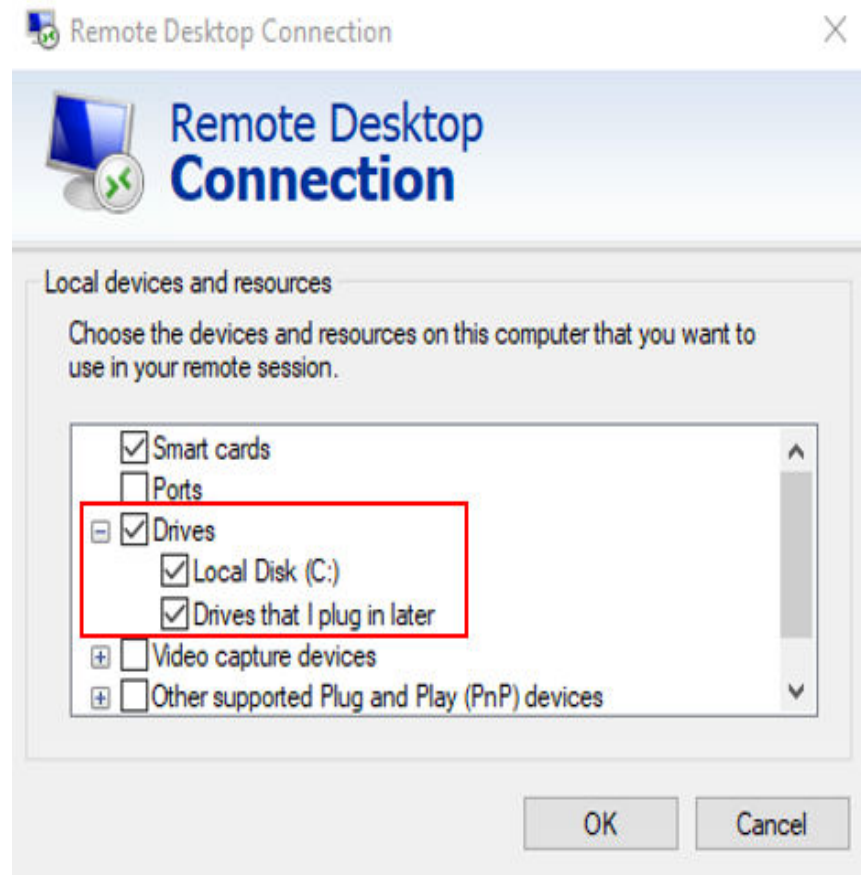 Remote Desktop Connection
Remote Desktop
Connection
Local devices and resources
Choose the devices and resources on this computer that you want to
use in your remote session.
Smart cards
Ports
Drives
Local Disk (C:)
Drives that I plug in later
Video capture devices
Other supported Plug and Play (PnP) devices
OK
Cancel